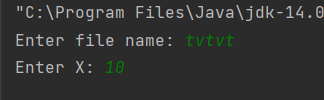 "C:\Program Files\Java\jdk-14.0
Enter file name: tvtvt
Enter X: 10